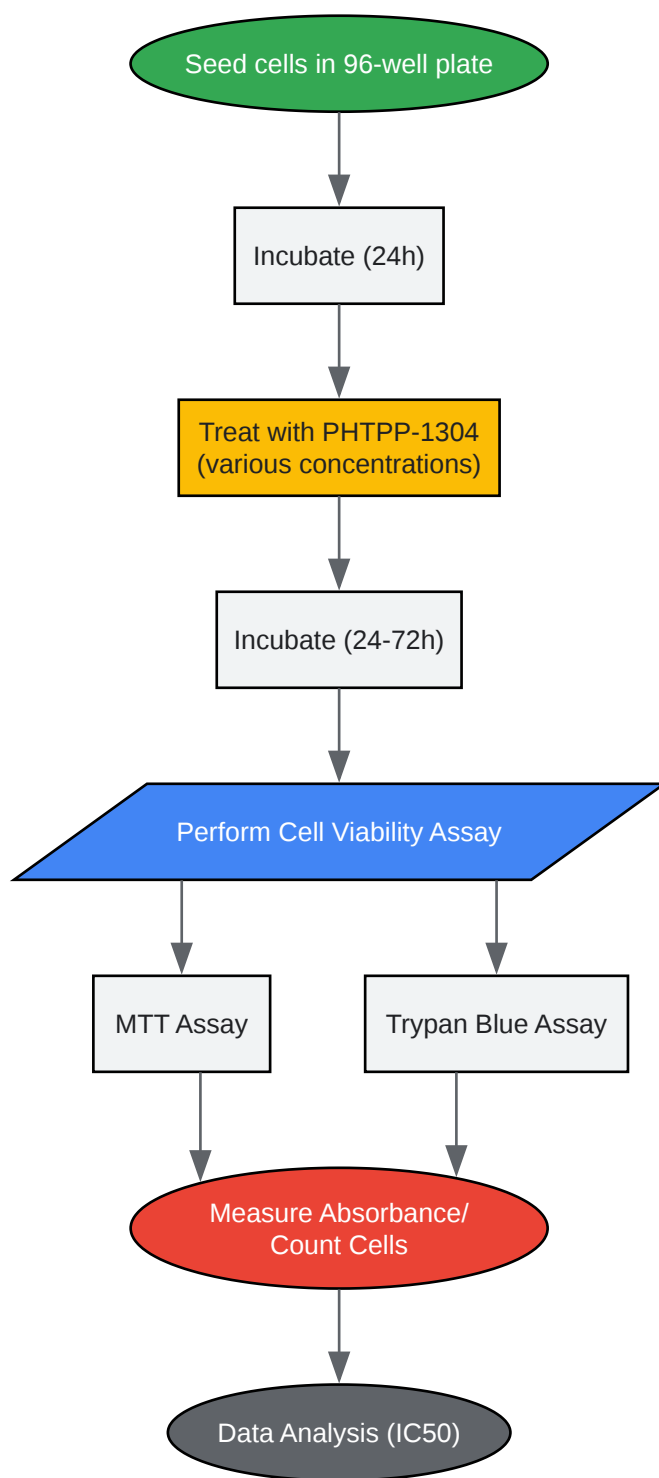 Seed cells in 96-well plate
Incubate (24h)
Treat with PHTPP-1304
(various concentrations)
Incubate (24-72h)
Perform Cell Viability Assay
MTT Assay
Trypan Blue Assay
Measure Absorbance/
Count Cells
Data Analysis (IC50)